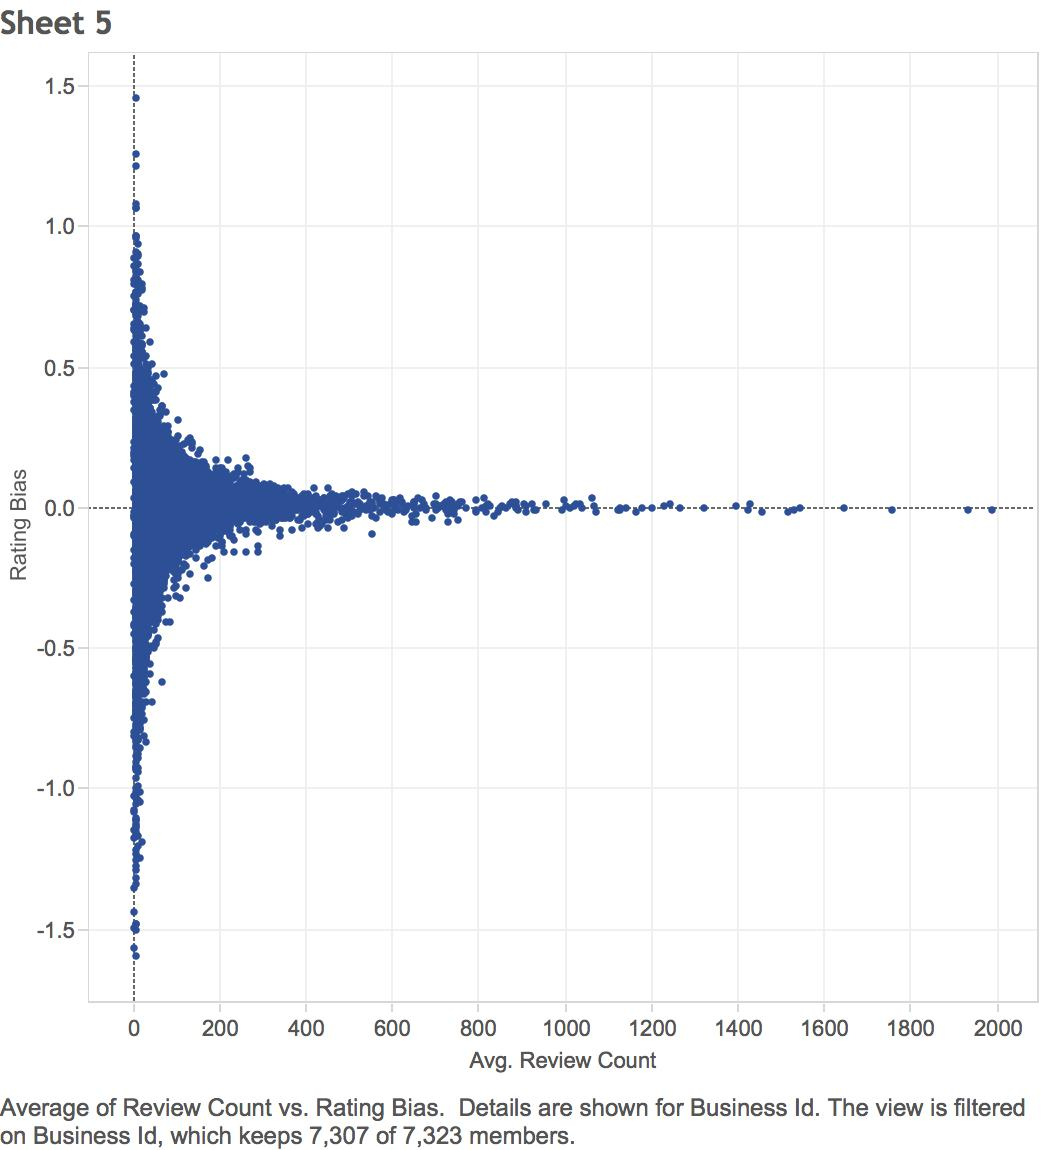 Sheet 5
1.5
1.0
0.5
0.0
-0.5
-1.0
-1.5
Rating Bias
0 200 400 600 800 1000 1200 1400 1600 1800 2000
Avg. Review Count
Average of Review Count vs. Rating Bias.  Details are shown for Business Id. The view is filtered
on Business Id, which keeps 7,307 of 7,323 members.